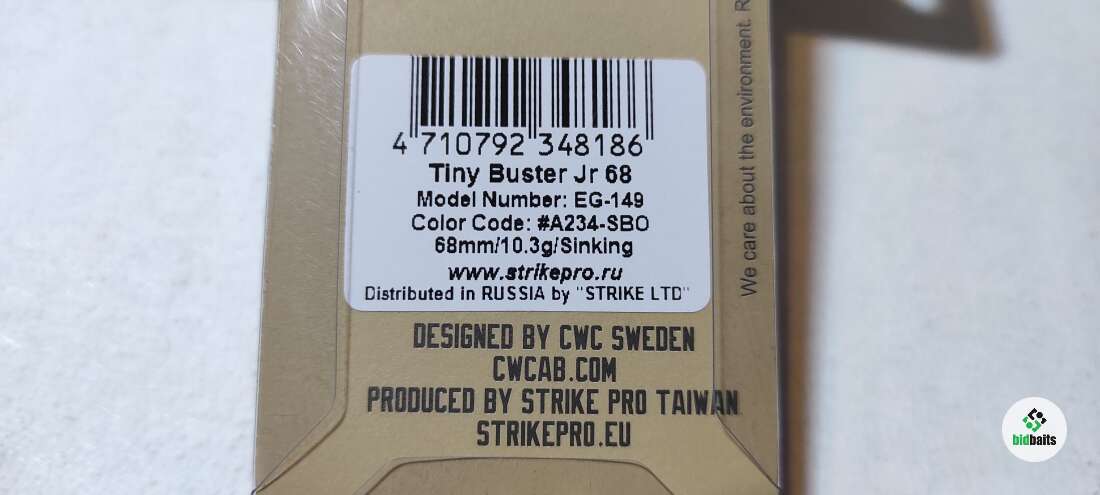 4 710792 348186
Tiny Buster Jr 68
Model Number: EG-149
Color Code: #A234-SBO
68mm/10.3g/Sinking
www.strikepro.ru
Distributed in RUSSIA by "STRIKE LTD"
DESIGNED BY CWC SWEDEN
CWCAB.COM
PRODUCED BY STRIKE PRO TAIWAN
STRIKEPRO.EU
We care about the environment.
bidbaits